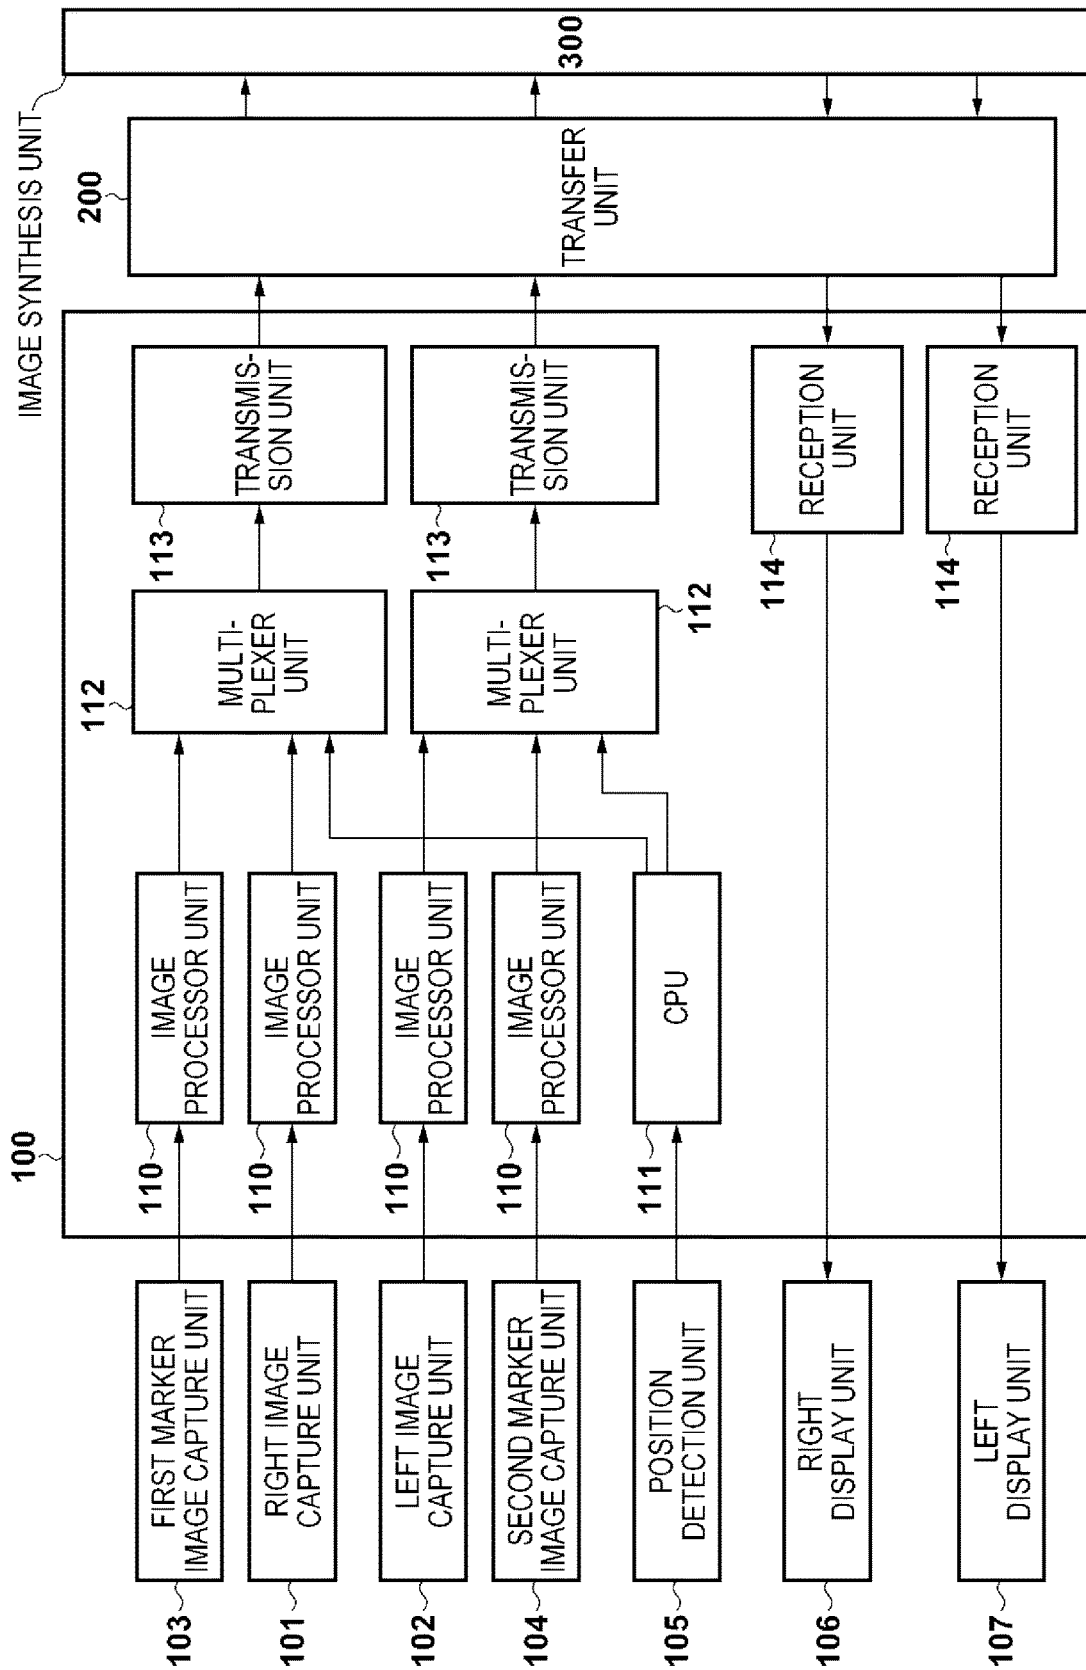 100
103
FIRST MARKER
IMAGE CAPTURE UNIT
101
RIGHT IMAGE
CAPTURE UNIT
102
LEFT IMAGE
CAPTURE UNIT
104
SECOND MARKER
IMAGE CAPTURE UNIT
105
POSITION
DETECTION UNIT
106
RIGHT
DISPLAY UNIT
107
LEFT
DISPLAY UNIT
110
IMAGE
PROCESSOR UNIT
110
IMAGE
PROCESSOR UNIT
110
IMAGE
PROCESSOR UNIT
110
IMAGE
PROCESSOR UNIT
111
CPU
112
MULTI-
PLEXER
UNIT
MULTI-
PLEXER
UNIT
112
113
TRANSMIS-
SION UNIT
113
TRANSMIS-
SION UNIT
114
RECEPTION
UNIT
114
RECEPTION
UNIT
200
TRANSFER
UNIT
IMAGE SYNTHESIS UNIT
300